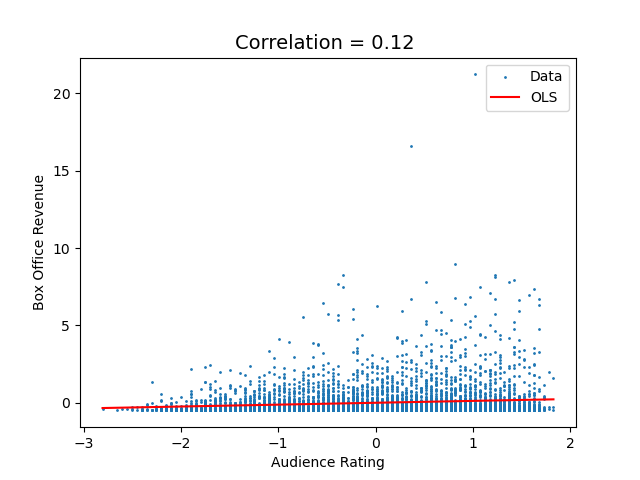 Correlation = 0.12
Data
OLS
Box Office Revenue
20
15
10
5
0
−3
−2
−1
0
1
2
Audience Rating